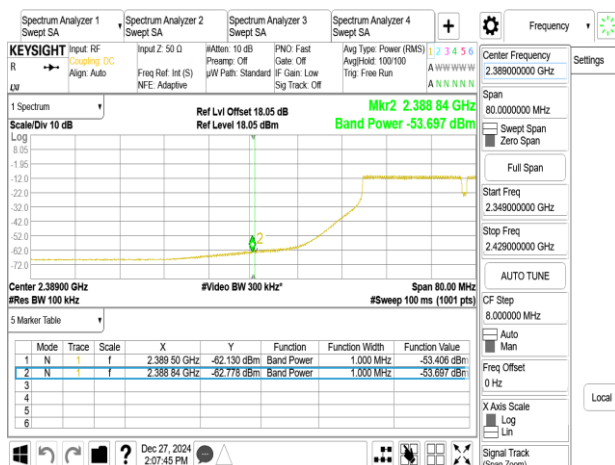 Spectrum Analyzer 1
Swept SA
Spectrum Analyzer 2
Swept SA
Spectrum Analyzer 3
Swept SA
Spectrum Analyzer 4
Swept SA
+
Frequency
KEYSIGHT
R
LXI
Input: RF
Coupling: DC
Align: Auto
Input Z: 50 Ω
Freq Ref: Int (S)
NFE: Adaptive
#Atten: 10 dB
Preamp: Off
µW Path: Standard
PNO: Fast
Gate: Off
IF Gain: Low
Sig Track: Off
Avg Type: Power (RMS)
Avg|Hold: 100/100
Trig: Free Run
1 2 3 4 5 6
A W W W W W
A N N N N N
1 Spectrum
Scale/Div 10 dB
Ref Lvl Offset 18.05 dB
Ref Level 18.05 dBm
Mkr2 2.388 84 GHz
Band Power -53.697 dBm
Log
8.05
-1.95
-12.0
-22.0
-32.0
-42.0
-52.0
-62.0
-72.0
2
Center 2.38900 GHz
#Res BW 100 kHz
#Video BW 300 kHz*
Span 80.00 MHz
#Sweep 100 ms (1001 pts)
5 Marker Table
Mode Trace Scale X Y Function Function Width Function Value
1 N 1 f 2.389 50 GHz -62.130 dBm Band Power 1.000 MHz -53.406 dBm
2 N 1 f 2.388 84 GHz -62.778 dBm Band Power 1.000 MHz -53.697 dBm
3
4
5
6
Dec 27, 2024
2:07:45 PM
Center Frequency
2.389000000 GHz
Span
80.0000000 MHz
Swept Span
Zero Span
Full Span
Start Freq
2.349000000 GHz
Stop Freq
2.429000000 GHz
AUTO TUNE
CF Step
8.000000 MHz
Auto
Man
Freq Offset
0 Hz
X Axis Scale
Log
Lin
Signal Track
(Span Zoom)
Settings
Local